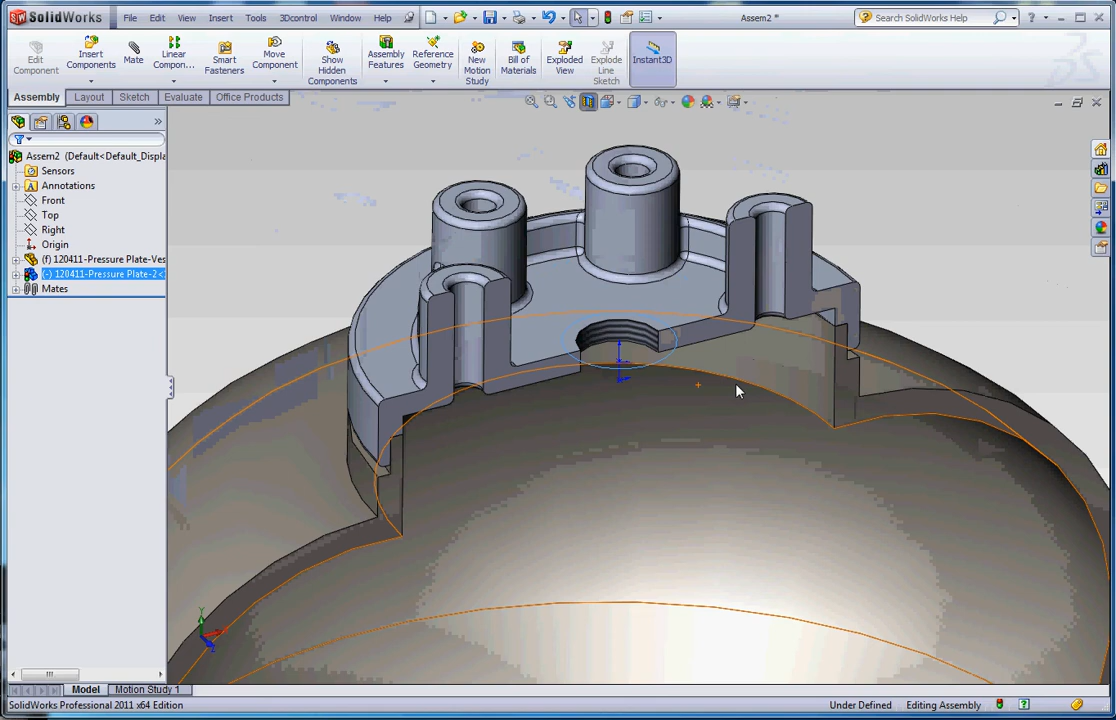 SolidWorks
File Edit View Insert Tools 3Dcontrol Window Help
Assem2 *
Search SolidWorks Help
Edit Component
Insert Components
Mate
Linear Compon...
Smart Fasteners
Move Component
Show Hidden Components
Assembly Features
Reference Geometry
New Motion Study
Bill of Materials
Exploded View
Explode Line Sketch
Instant3D
Assembly Layout Sketch Evaluate Office Products
Assem2 (Default<Default_Displa
Sensors
Annotations
Front
Top
Right
Origin
(f) 120411-Pressure Plate-Ves
(-) 120411-Pressure Plate-2<
Mates
Y
Model Motion Study 1
SolidWorks Professional 2011 x64 Edition
Under Defined Editing Assembly